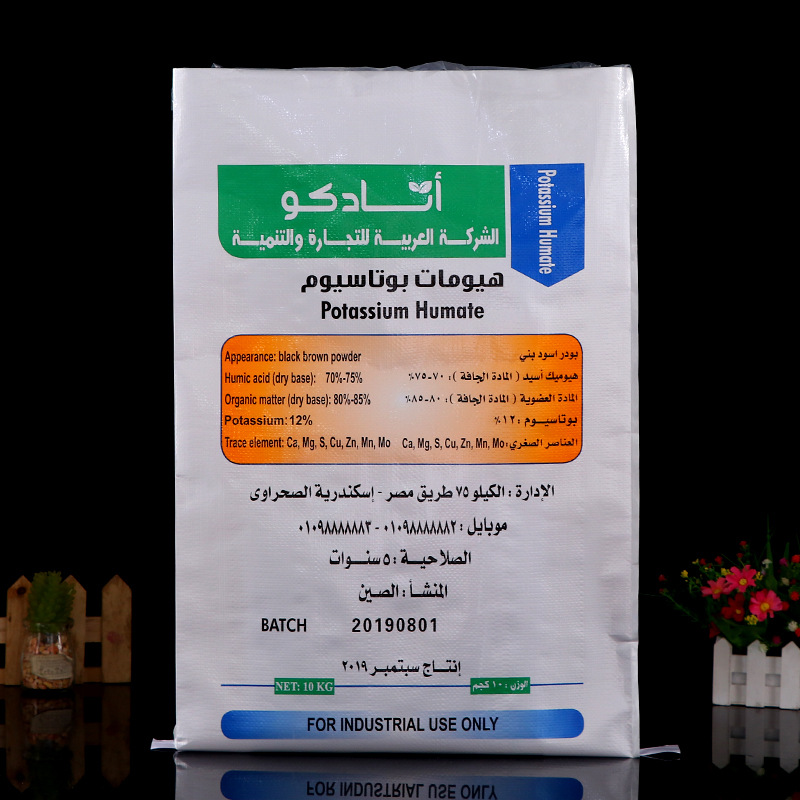 أتادكو
الشركة العربية للتجارة والتنمية
Potassium Humate
هيومات بوتاسيوم
Potassium Humate
Appearance: black brown powder
بودر اسود بني
Humic acid (dry base): 70%-75%
هيوميك أسيد ( المادة الجافة ) : ٧٠-٧٥٪
Organic matter (dry base): 80%-85%
المادة العضوية ( المادة الجافة ) : ٨٠-٨٥٪
Potassium: 12%
بوتاسيوم : ١٢٪
Trace element: Ca, Mg, S, Cu, Zn, Mn, Mo
العناصر الصغري: Ca, Mg, S, Cu, Zn, Mn, Mo
الإدارة : الكيلو ٧٥ طريق مصر - إسكندرية الصحراوى
موبايل : ٠١٠٩٨٨٨٨٨٨٢ - ٠١٠٩٨٨٨٨٨٨٣
الصلاحية : ٥ سنوات
المنشأ : الصين
BATCH 20190801
إنتاج سبتمبر ٢٠١٩
NET: 10 KG
الوزن : ١٠ كجم
FOR INDUSTRIAL USE ONLY